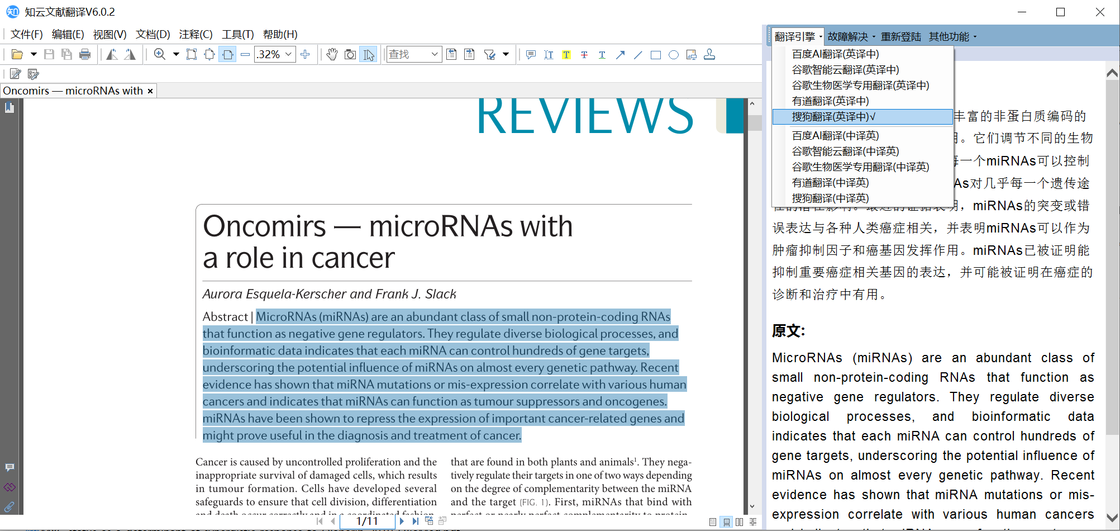 知云文献翻译V6.0.2
文件(F) 编辑(E) 视图(V) 文档(D) 注释(C) 工具(T) 帮助(H)
.32% 查找
Oncomirs — microRNAs with ×
REVIEWS
Oncomirs — microRNAs with
a role in cancer
Aurora Esquela-Kerscher and Frank J. Slack
Abstract | MicroRNAs (miRNAs) are an abundant class of small non-protein-coding RNAs
that function as negative gene regulators. They regulate diverse biological processes, and
bioinformatic data indicates that each miRNA can control hundreds of gene targets,
underscoring the potential influence of miRNAs on almost every genetic pathway. Recent
evidence has shown that miRNA mutations or mis-expression correlate with various human
cancers and indicates that miRNAs can function as tumour suppressors and oncogenes.
miRNAs have been shown to repress the expression of important cancer-related genes and
might prove useful in the diagnosis and treatment of cancer.
Cancer is caused by uncontrolled proliferation and the
inappropriate survival of damaged cells, which results
in tumour formation. Cells have developed several
safeguards to ensure that cell division, differentiation
that are found in both plants and animals¹. They nega-
tively regulate their targets in one of two ways depending
on the degree of complementarity between the miRNA
and the target (FIG. 1). First, miRNAs that bind with
1/11
翻译引擎 故障解决 重新登陆 其他功能
百度AI翻译(英译中)
谷歌智能云翻译(英译中)
谷歌生物医学专用翻译(英译中)
有道翻译(英译中)
搜狗翻译(英译中)√
百度AI翻译(中译英)
谷歌智能云翻译(中译英)
谷歌生物医学专用翻译(中译英)
有道翻译(中译英)
搜狗翻译(中译英)
丰富的非蛋白质编码的
。它们调节不同的生物
每一个miRNAs可以控制
As对几乎每一个遗传途
miRNAs的突变或错
误表达与各种人类癌症相关，并表明miRNAs可以作为
肿瘤抑制因子和癌基因发挥作用。miRNAs已被证明能
抑制重要癌症相关基因的表达，并可能被证明在癌症的
诊断和治疗中有用。
原文:
MicroRNAs (miRNAs) are an abundant class of
small non-protein-coding RNAs that function as
negative gene regulators. They regulate diverse
biological processes, and bioinformatic data
indicates that each miRNA can control hundreds of
gene targets, underscoring the potential influence of
miRNAs on almost every genetic pathway. Recent
evidence has shown that miRNA mutations or mis-
expression correlate with various human cancers